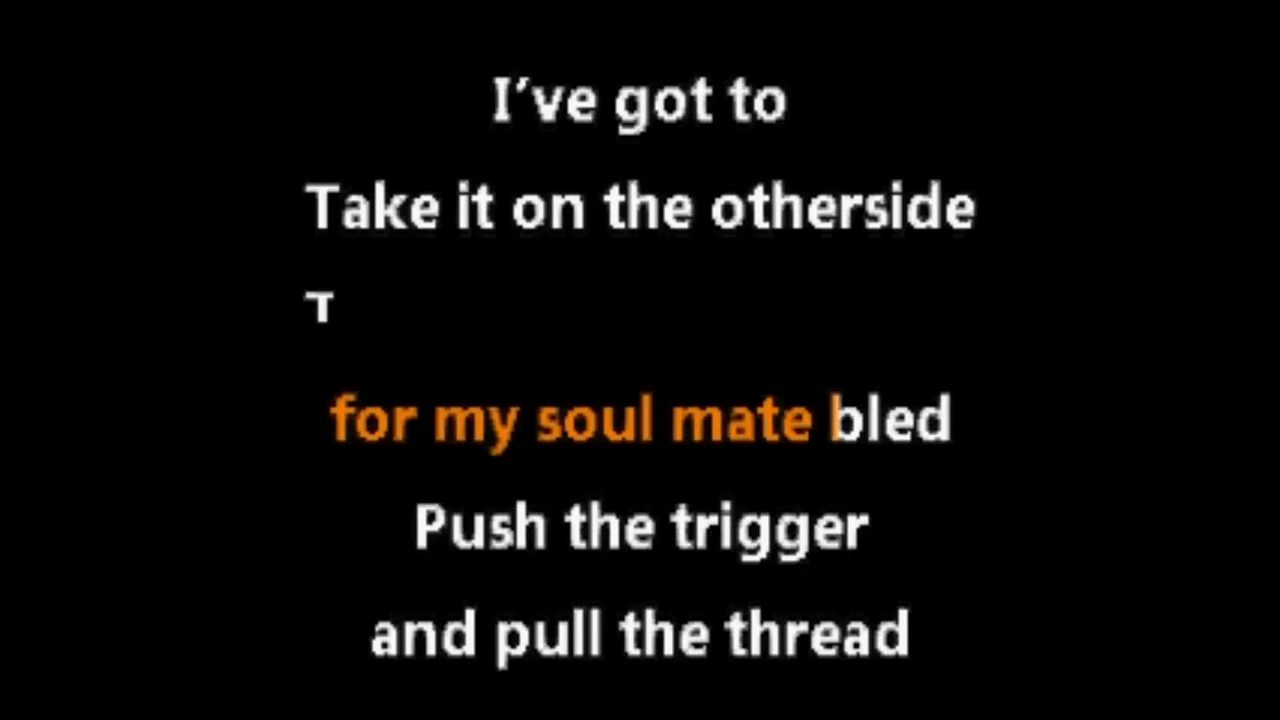 I've got to
Take it on the otherside
T
for my soul mate bled
Push the trigger
and pull the thread